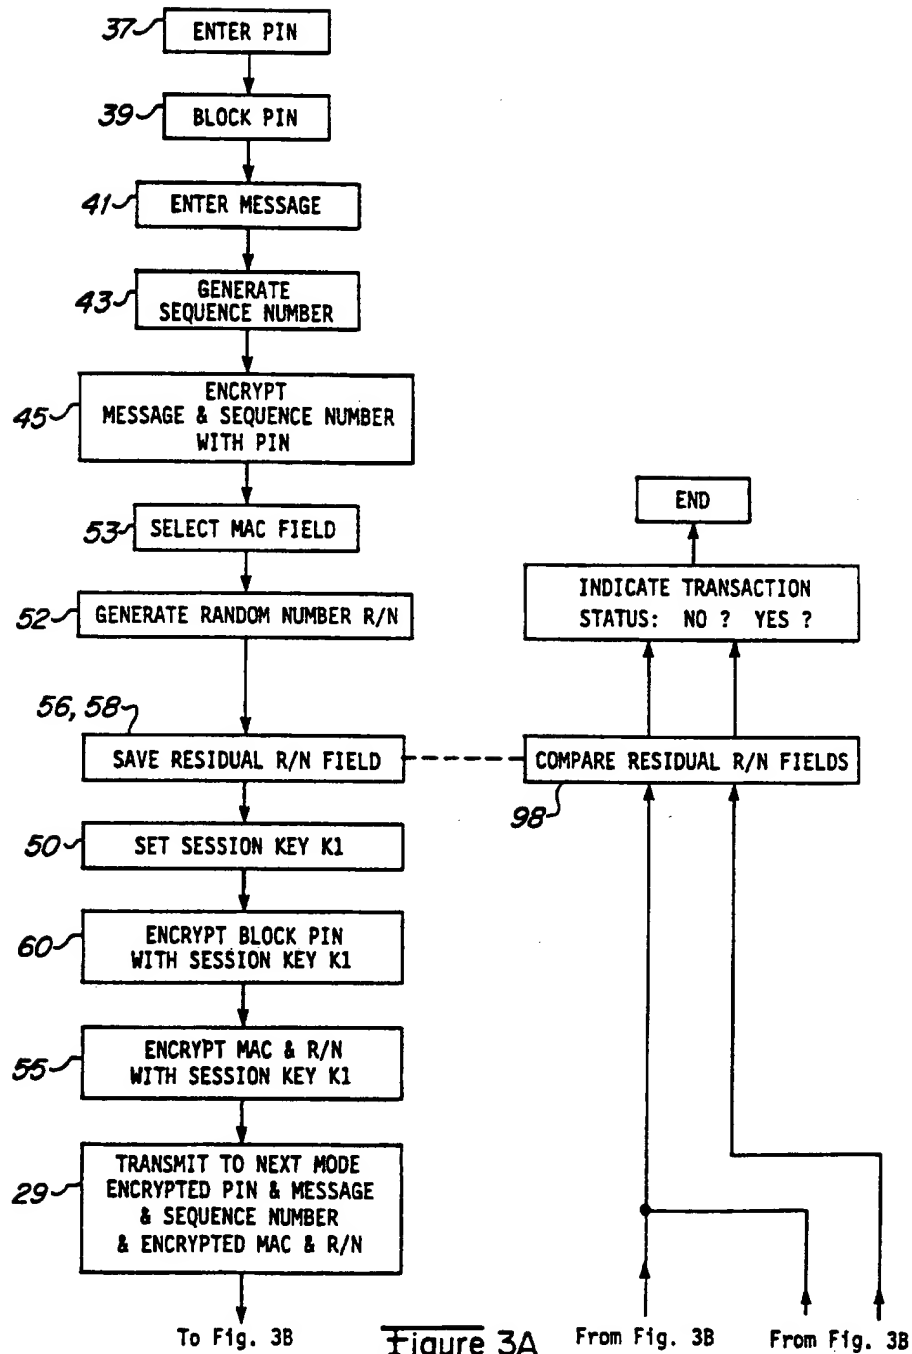 37
ENTER PIN
39
BLOCK PIN
41
ENTER MESSAGE
43
GENERATE
SEQUENCE NUMBER
45
ENCRYPT
MESSAGE & SEQUENCE NUMBER
WITH PIN
53
SELECT MAC FIELD
52
GENERATE RANDOM NUMBER R/N
56, 58
SAVE RESIDUAL R/N FIELD
50
SET SESSION KEY K1
60
ENCRYPT BLOCK PIN
WITH SESSION KEY K1
55
ENCRYPT MAC & R/N
WITH SESSION KEY K1
29
TRANSMIT TO NEXT MODE
ENCRYPTED PIN & MESSAGE
& SEQUENCE NUMBER
& ENCRYPTED MAC & R/N
To Fig. 3B
END
INDICATE TRANSACTION
STATUS: NO ? YES ?
COMPARE RESIDUAL R/N FIELDS
98
From Fig. 3B
From Fig. 3B
Figure 3A